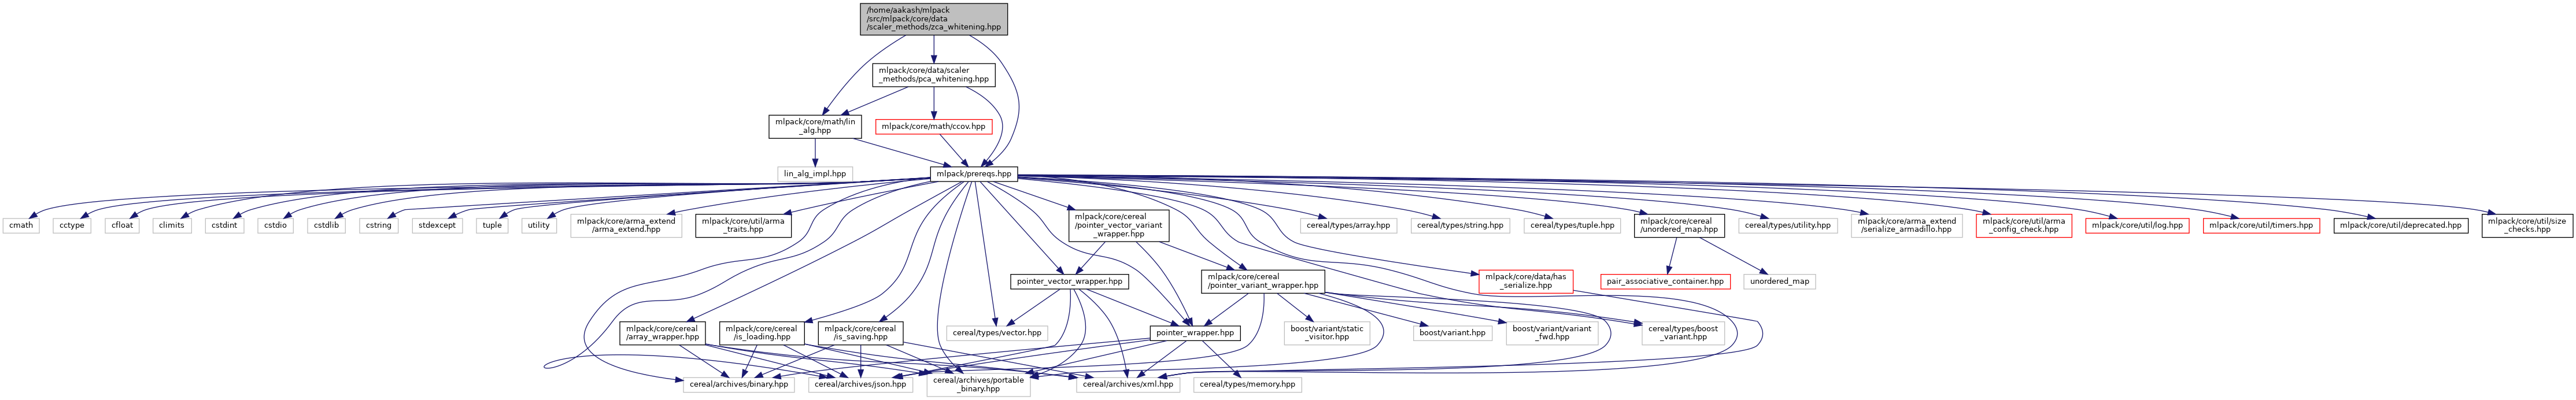 /home/aakash/mlpack
/src/mlpack/core/data
/scaler_methods/zca_whitening.hpp
mlpack/core/data/scaler
_methods/pca_whitening.hpp
mlpack/core/math/lin
_alg.hpp
mlpack/core/math/ccov.hpp
lin_alg_impl.hpp
mlpack/prereqs.hpp
cmath
cctype
cfloat
climits
cstdint
cstdio
cstdlib
cstring
stdexcept
tuple
utility
mlpack/core/arma_extend
/arma_extend.hpp
mlpack/core/util/arma
_traits.hpp
mlpack/core/cereal
/pointer_vector_variant
_wrapper.hpp
cereal/types/array.hpp
cereal/types/string.hpp
cereal/types/tuple.hpp
mlpack/core/cereal
/unordered_map.hpp
cereal/types/utility.hpp
mlpack/core/arma_extend
/serialize_armadillo.hpp
mlpack/core/util/arma
_config_check.hpp
mlpack/core/util/log.hpp
mlpack/core/util/timers.hpp
mlpack/core/util/deprecated.hpp
mlpack/core/util/size
_checks.hpp
pointer_vector_wrapper.hpp
mlpack/core/cereal
/pointer_variant_wrapper.hpp
mlpack/core/data/has
_serialize.hpp
pair_associative_container.hpp
unordered_map
mlpack/core/cereal
/array_wrapper.hpp
mlpack/core/cereal
/is_loading.hpp
mlpack/core/cereal
/is_saving.hpp
cereal/types/vector.hpp
pointer_wrapper.hpp
boost/variant/static
_visitor.hpp
boost/variant.hpp
boost/variant/variant
_fwd.hpp
cereal/types/boost
_variant.hpp
cereal/archives/binary.hpp
cereal/archives/json.hpp
cereal/archives/portable
_binary.hpp
cereal/archives/xml.hpp
cereal/types/memory.hpp